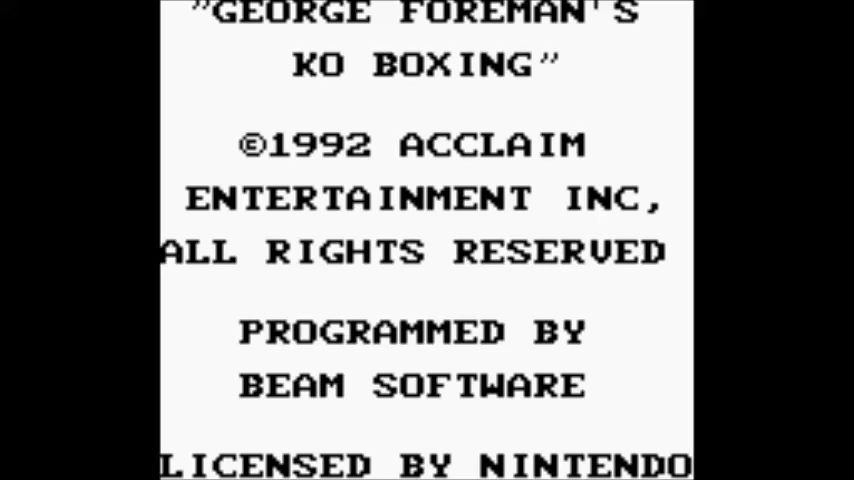 "GEORGE FOREMAN'S
KO BOXING"
©1992 ACCLAIM
ENTERTAINMENT INC,
ALL RIGHTS RESERVED
PROGRAMMED BY
BEAM SOFTWARE
LICENSED BY NINTENDO